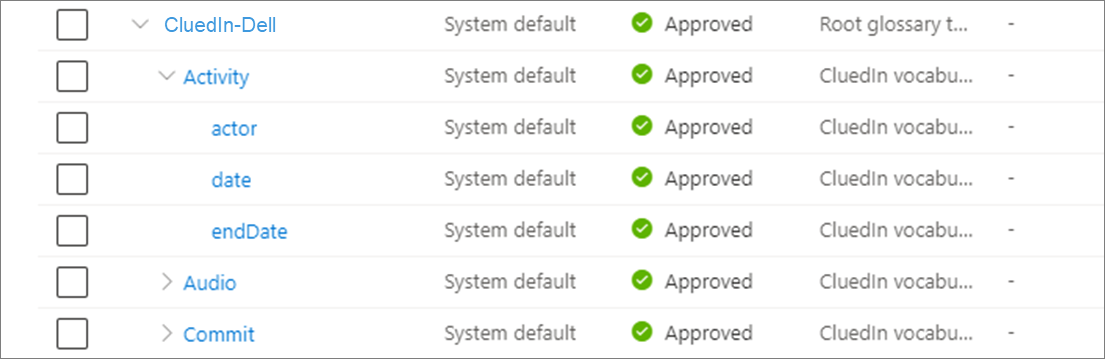 CluedIn-Dell System default Approved Root glossary t... -
Activity System default Approved CluedIn vocabu... -
actor System default Approved CluedIn vocabu... -
date System default Approved CluedIn vocabu... -
endDate System default Approved CluedIn vocabu... -
Audio System default Approved CluedIn vocabu... -
Commit System default Approved CluedIn vocabu... -